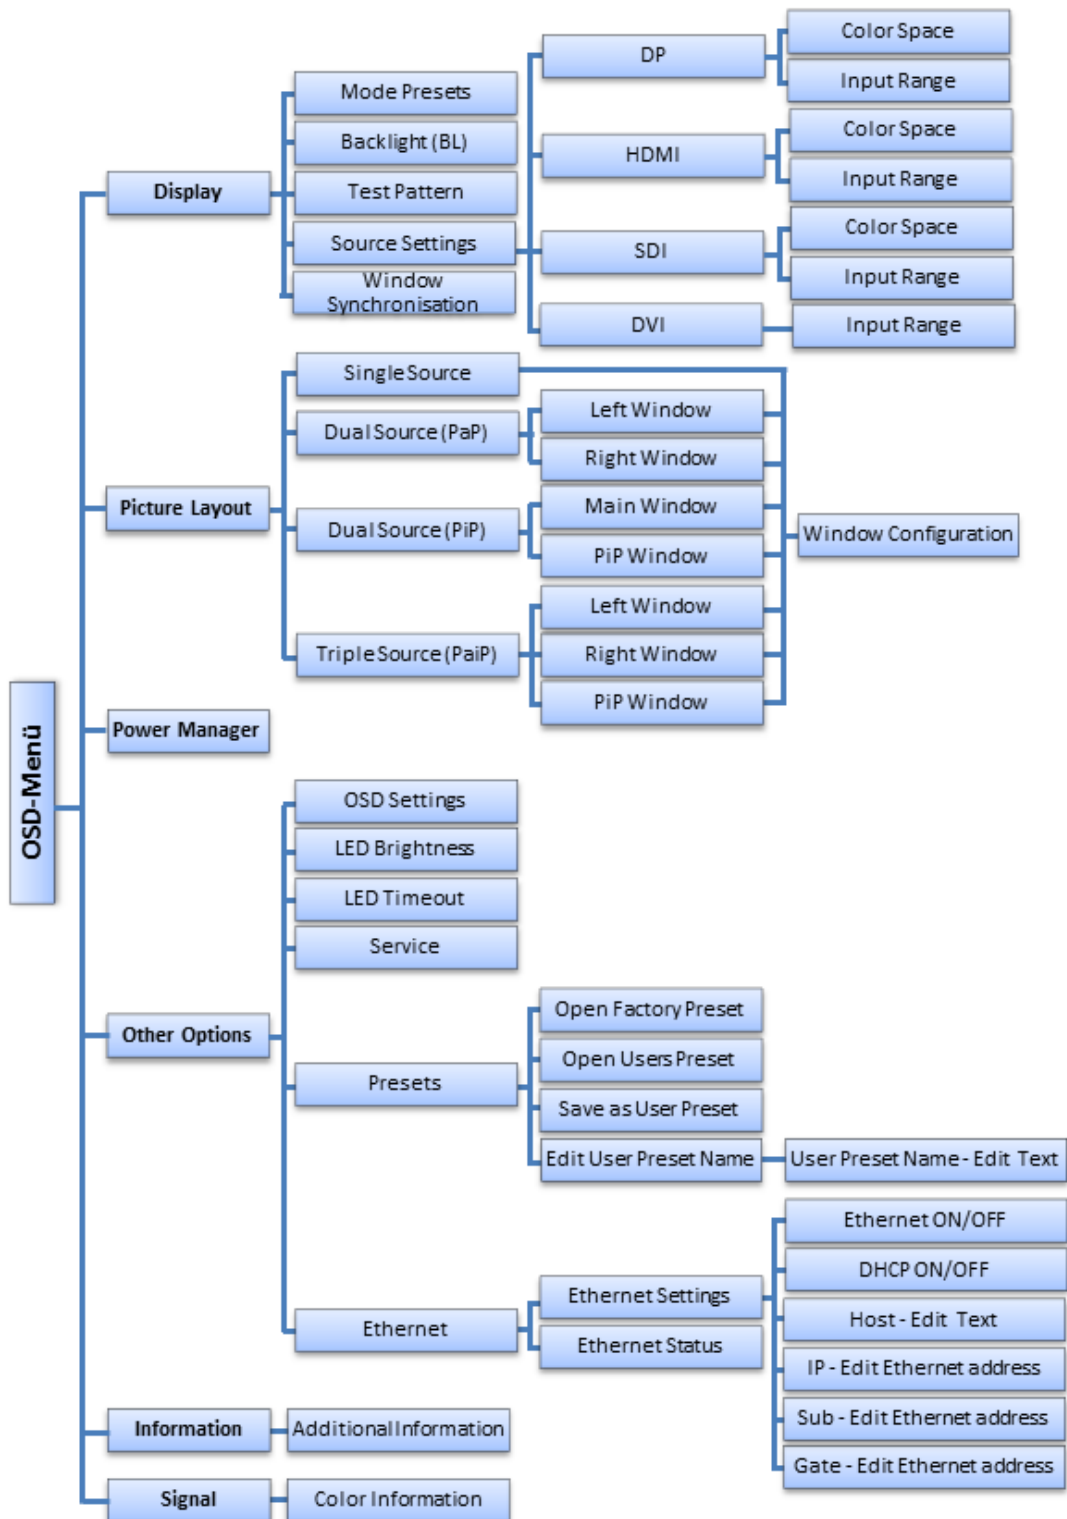 OSD-Menü
Display
Mode Presets
Backlight (BL)
Test Pattern
Source Settings
DP
Color Space
Input Range
HDMI
Color Space
Input Range
SDI
Color Space
Input Range
DVI
Input Range
Window
Synchronisation
Picture Layout
Single Source
Dual Source (PaP)
Left Window
Right Window
Dual Source (PiP)
Main Window
PiP Window
Triple Source (PaiP)
Left Window
Right Window
PiP Window
Window Configuration
Power Manager
Other Options
OSD Settings
LED Brightness
LED Timeout
Service
Presets
Open Factory Preset
Open Users Preset
Save as User Preset
Edit User Preset Name
User Preset Name - Edit Text
Ethernet
Ethernet Settings
Ethernet ON/OFF
DHCP ON/OFF
Host - Edit Text
IP - Edit Ethernet address
Sub - Edit Ethernet address
Gate - Edit Ethernet address
Ethernet Status
Information
Additional Information
Signal
Color Information